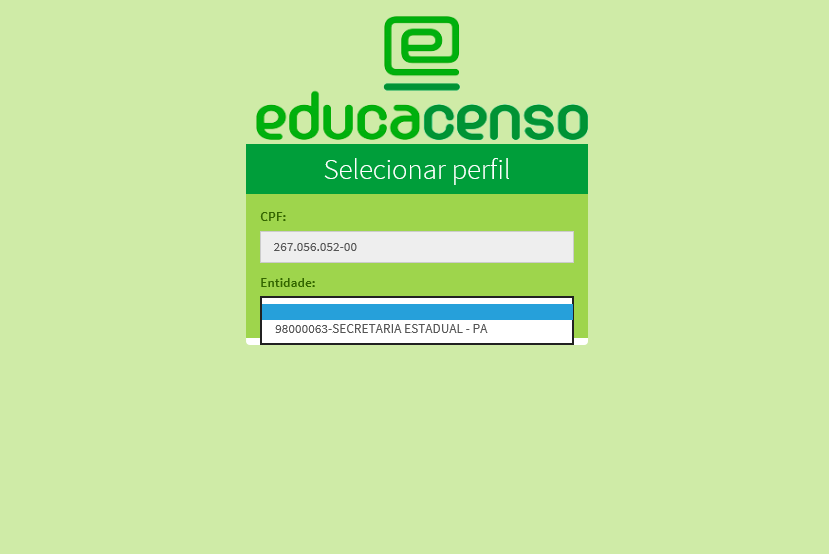 educacenso
Selecionar perfil
CPF:
267.056.052-00
Entidade:
98000063-SECRETARIA ESTADUAL - PA